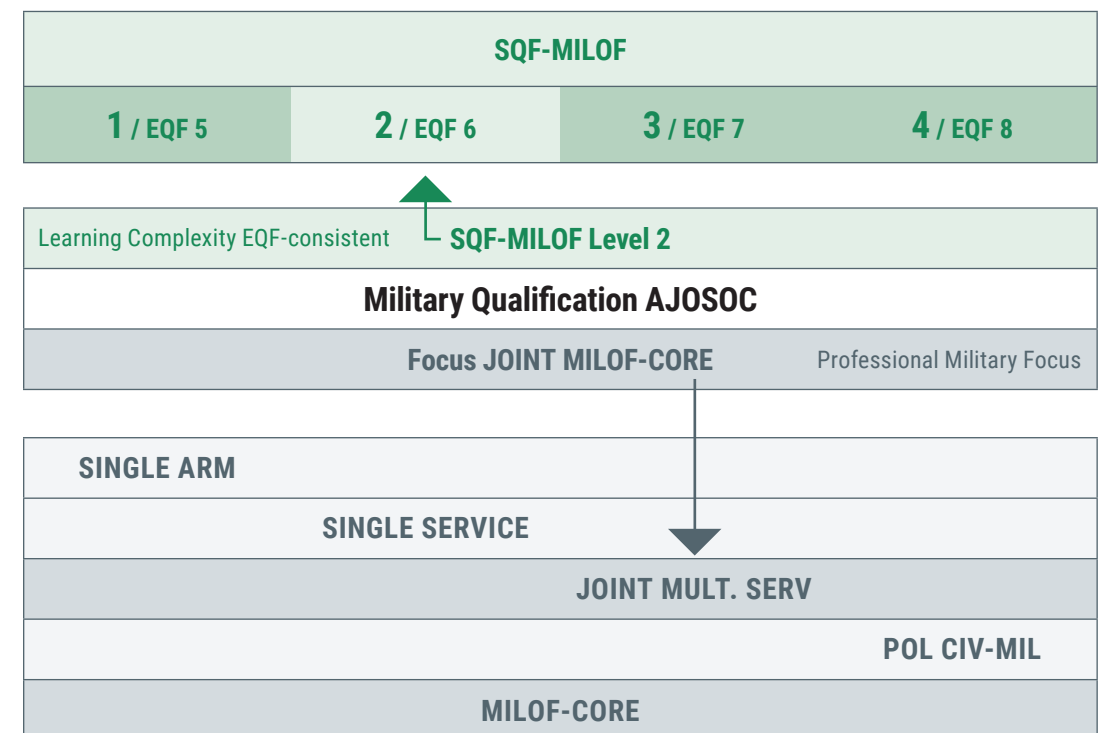 SQF-MILOF
1 / EQF 5 2 / EQF 6 3 / EQF 7 4 / EQF 8
Learning Complexity EQF-consistent SQF-MILOF Level 2
Military Qualification AJOSOC
Focus JOINT MILOF-CORE Professional Military Focus
SINGLE ARM
SINGLE SERVICE
JOINT MULT. SERV
POL CIV-MIL
MILOF-CORE